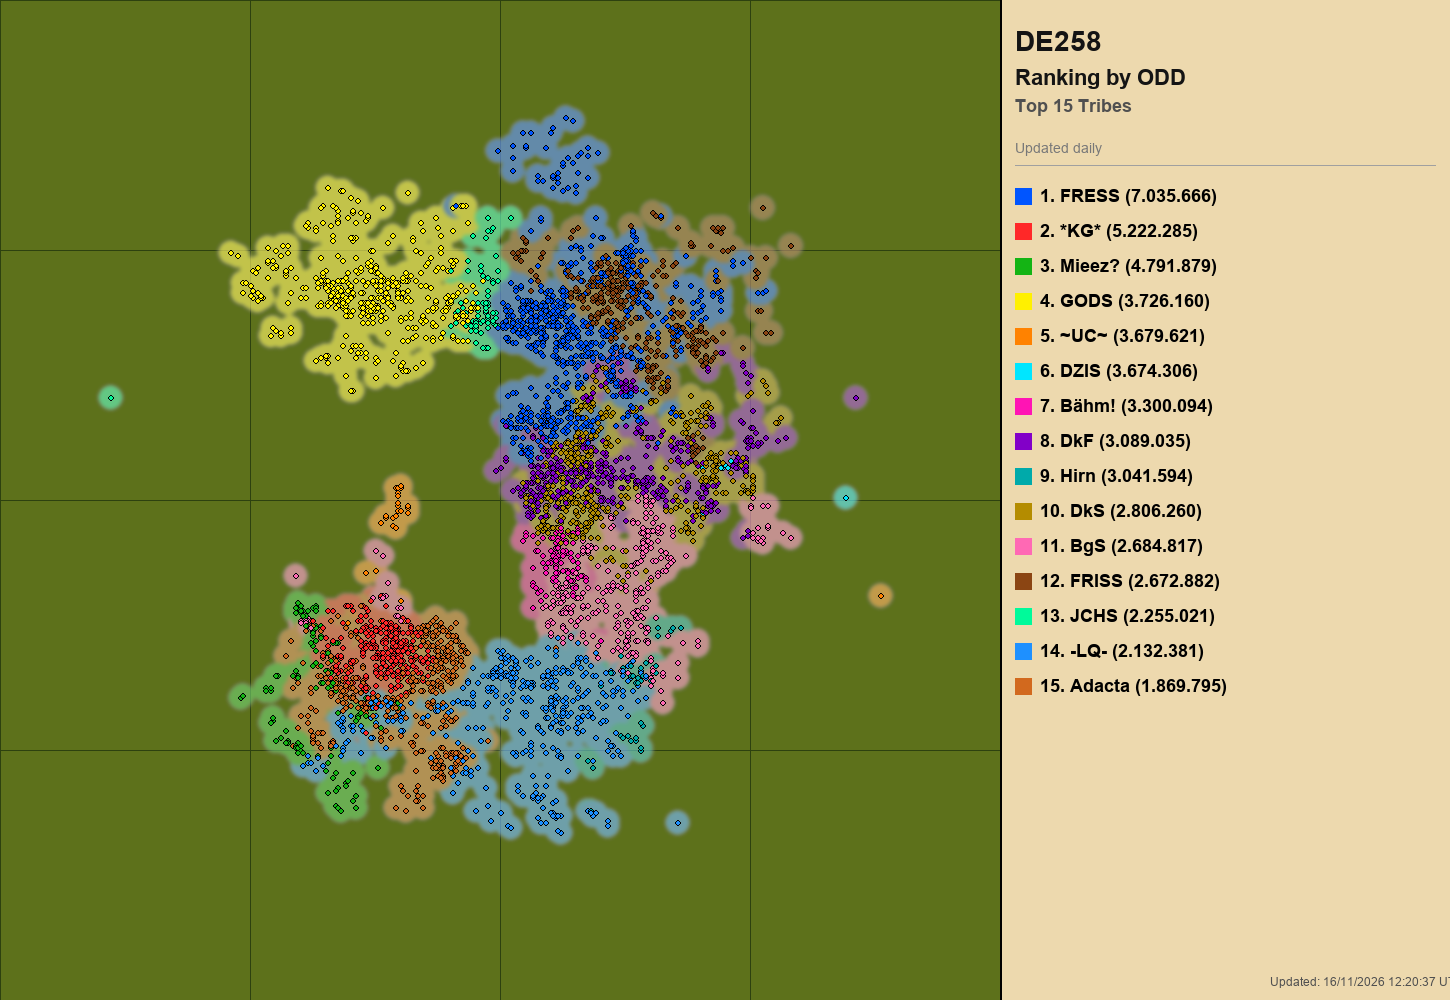 DE258
Ranking by ODD
Top 15 Tribes
Updated daily
1. FRESS (7.035.666)
2. *KG* (5.222.285)
3. Mieez? (4.791.879)
4. GODS (3.726.160)
5. ~UC~ (3.679.621)
6. DZIS (3.674.306)
7. Bähm! (3.300.094)
8. DkF (3.089.035)
9. Hirn (3.041.594)
10. DkS (2.806.260)
11. BgS (2.684.817)
12. FRISS (2.672.882)
13. JCHS (2.255.021)
14. -LQ- (2.132.381)
15. Adacta (1.869.795)
Updated: 16/11/2026 12:20:37